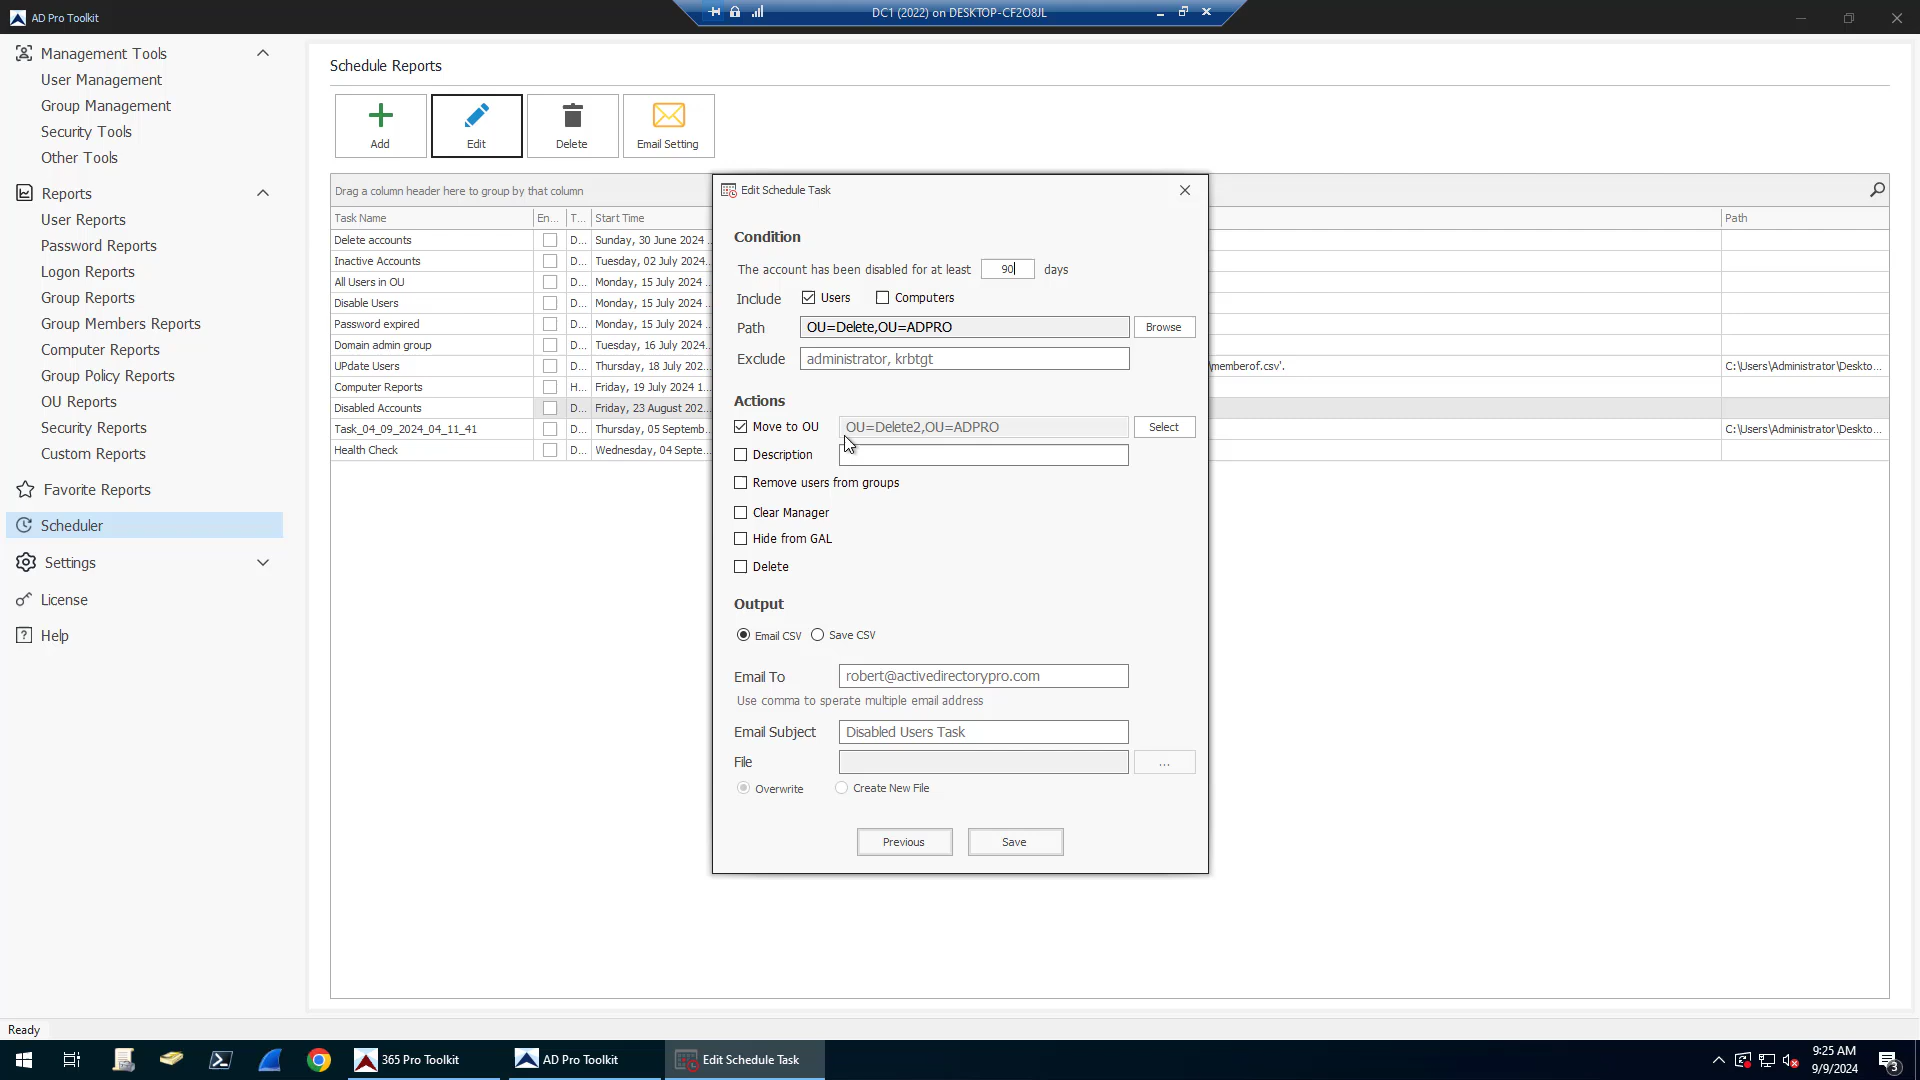 AD Pro Toolkit
DC1 (2022) on DESKTOP-CF2O8JL
Management Tools
User Management
Group Management
Security Tools
Other Tools
Reports
User Reports
Password Reports
Logon Reports
Group Reports
Group Members Reports
Computer Reports
Group Policy Reports
OU Reports
Security Reports
Custom Reports
Favorite Reports
Scheduler
Settings
License
Help
Schedule Reports
Add
Edit
Delete
Email Setting
Drag a column header here to group by that column
Task Name En... T... Start Time Path
Delete accounts D... Sunday, 30 June 2024 ...
Inactive Accounts D... Tuesday, 02 July 2024...
All Users in OU D... Monday, 15 July 2024 ...
Disable Users D... Monday, 15 July 2024 ...
Password expired D... Monday, 15 July 2024 ...
Domain admin group D... Tuesday, 16 July 2024...
UPdate Users D... Thursday, 18 July 202... \memberof.csv'. C:\Users\Administrator\Deskto...
Computer Reports H... Friday, 19 July 2024 1...
Disabled Accounts D... Friday, 23 August 202...
Task_04_09_2024_04_11_41 D... Thursday, 05 Septemb... C:\Users\Administrator\Deskto...
Health Check D... Wednesday, 04 Septe...
Edit Schedule Task
Condition
The account has been disabled for at least 90 days
Include Users Computers
Path OU=Delete,OU=ADPRO Browse
Exclude administrator, krbtgt
Actions
Move to OU OU=Delete2,OU=ADPRO Select
Description
Remove users from groups
Clear Manager
Hide from GAL
Delete
Output
Email CSV Save CSV
Email To robert@activedirectorypro.com
Use comma to sperate multiple email address
Email Subject Disabled Users Task
File ...
Overwrite Create New File
Previous Save
Ready
365 Pro Toolkit
AD Pro Toolkit
Edit Schedule Task
9:25 AM
9/9/2024
3